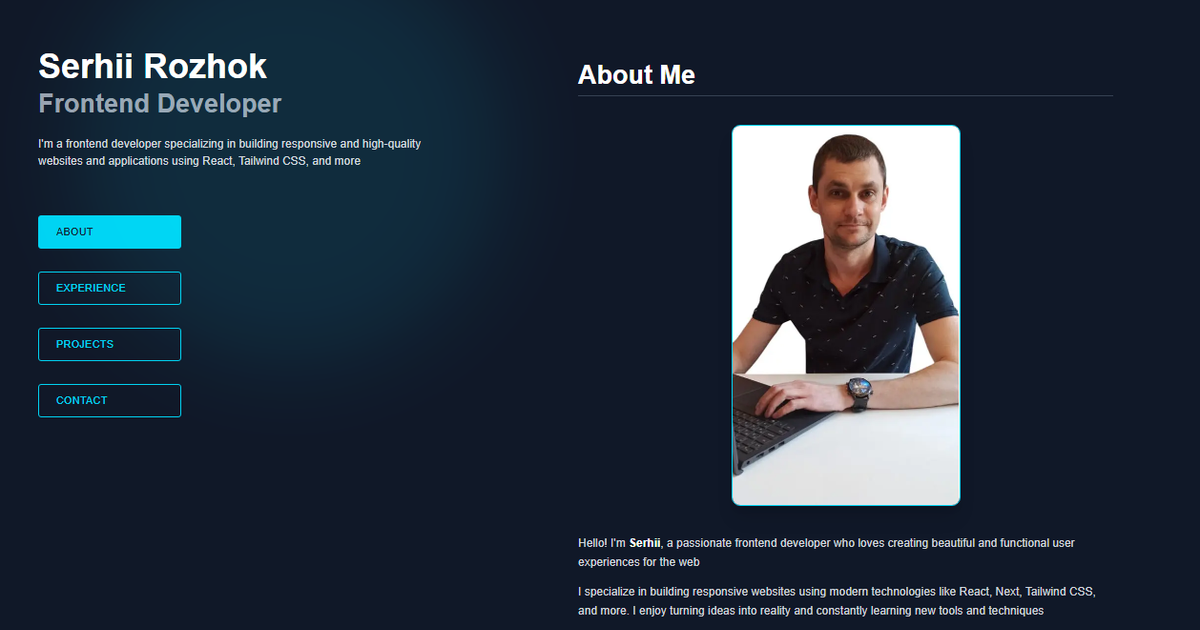 Serhii Rozhok
Frontend Developer
I'm a frontend developer specializing in building responsive and high-quality
websites and applications using React, Tailwind CSS, and more
ABOUT
EXPERIENCE
PROJECTS
CONTACT
About Me
Hello! I'm Serhii, a passionate frontend developer who loves creating beautiful and functional user
experiences for the web
I specialize in building responsive websites using modern technologies like React, Next, Tailwind CSS,
and more. I enjoy turning ideas into reality and constantly learning new tools and techniques